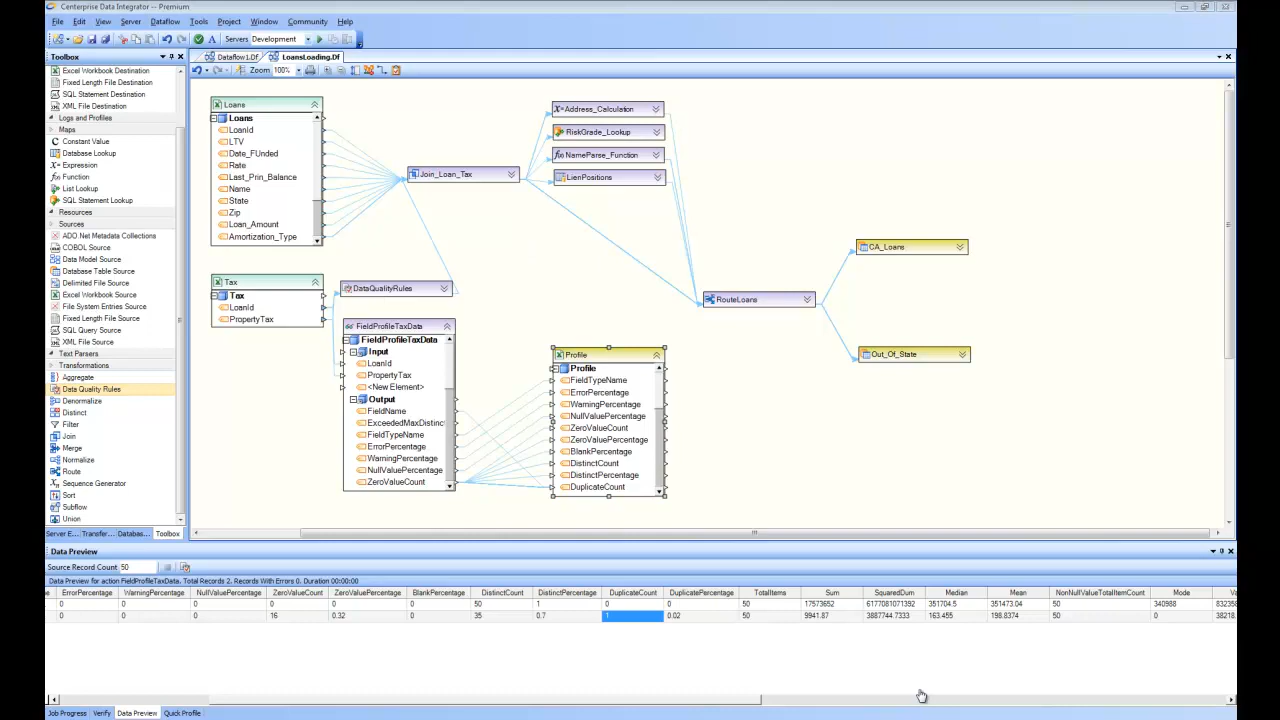 Centerprise Data Integrator -- Premium
File Edit View Server Dataflow Tools Project Window Community Help
Servers Development
Toolbox
Dataflow1.Df LoansLoading.Df
Zoom 100%
Excel Workbook Destination
Fixed Length File Destination
SQL Statement Destination
XML File Destination
Logs and Profiles
Maps
Constant Value
Database Lookup
Expression
Function
List Lookup
SQL Statement Lookup
Resources
Sources
ADO.Net Metadata Collections
COBOL Source
Data Model Source
Database Table Source
Delimited File Source
Excel Workbook Source
File System Entries Source
Fixed Length File Source
SQL Query Source
XML File Source
Text Parsers
Transformations
Aggregate
Data Quality Rules
Denormalize
Distinct
Filter
Join
Merge
Normalize
Route
Sequence Generator
Sort
Subflow
Union
Server E... Transfer... Databas... Toolbox
Loans
Loans
LoanId
LTV
Date_FUnded
Rate
Last_Prin_Balance
Name
State
Zip
Loan_Amount
Amortization_Type
Tax
Tax
LoanId
PropertyTax
Join_Loan_Tax
DataQualityRules
FieldProfileTaxData
FieldProfileTaxData
Input
LoanId
PropertyTax
<New Element>
Output
FieldName
ExceededMaxDistinc
FieldTypeName
ErrorPercentage
WarningPercentage
NullValuePercentage
ZeroValueCount
Address_Calculation
RiskGrade_Lookup
NameParse_Function
LienPositions
Profile
Profile
FieldTypeName
ErrorPercentage
WarningPercentage
NullValuePercentage
ZeroValueCount
ZeroValuePercentage
BlankPercentage
DistinctCount
DistinctPercentage
DuplicateCount
RouteLoans
CA_Loans
Out_Of_State
Data Preview
Source Record Count 50
Data Preview for action FieldProfileTaxData. Total Records 2. Records With Errors 0. Duration 00:00:00
ErrorPercentage WarningPercentage NullValuePercentage ZeroValueCount ZeroValuePercentage BlankPercentage DistinctCount DistinctPercentage DuplicateCount DuplicatePercentage TotalItems Sum SquaredDum Median Mean NonNullValueTotalItemCount Mode
0 0 0 0 0 0 50 1 0 0 50 17573652 6177081071392 351704.5 351473.04 50 340988 832358
0 0 0 16 0.32 0 35 0.7 1 0.02 50 9941.87 3887744.7333 163.455 198.8374 50 0 38218.
Job Progress Verify Data Preview Quick Profile